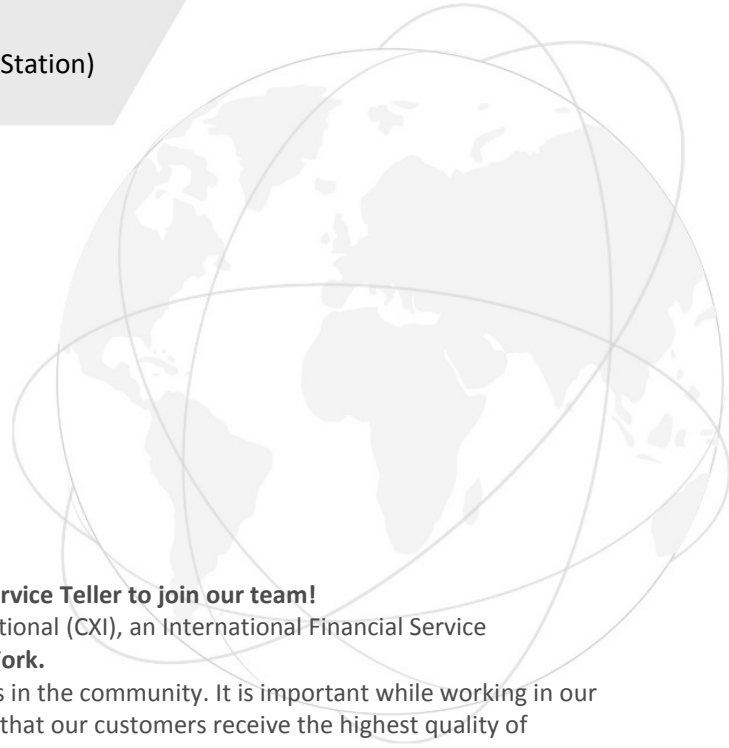 Station)
rvice Teller to join our team!
tional (CXI), an International Financial Service
ork.
s in the community. It is important while working in our
that our customers receive the highest quality of